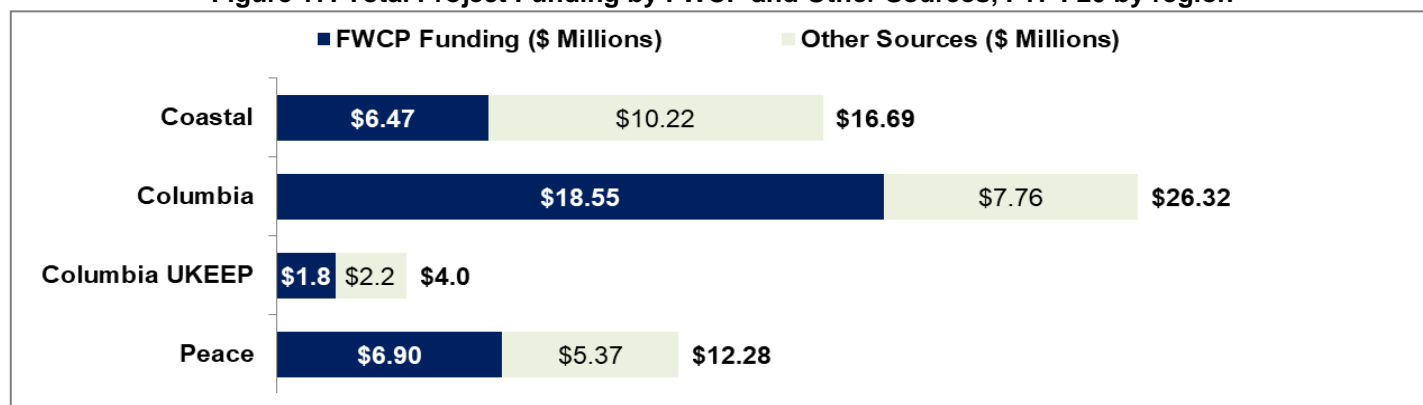 FWCP Funding ($ Millions) Other Sources ($ Millions)
Coastal $6.47 $10.22 $16.69
Columbia $18.55 $7.76 $26.32
Columbia UKEEP $1.8 $2.2 $4.0
Peace $6.90 $5.37 $12.28